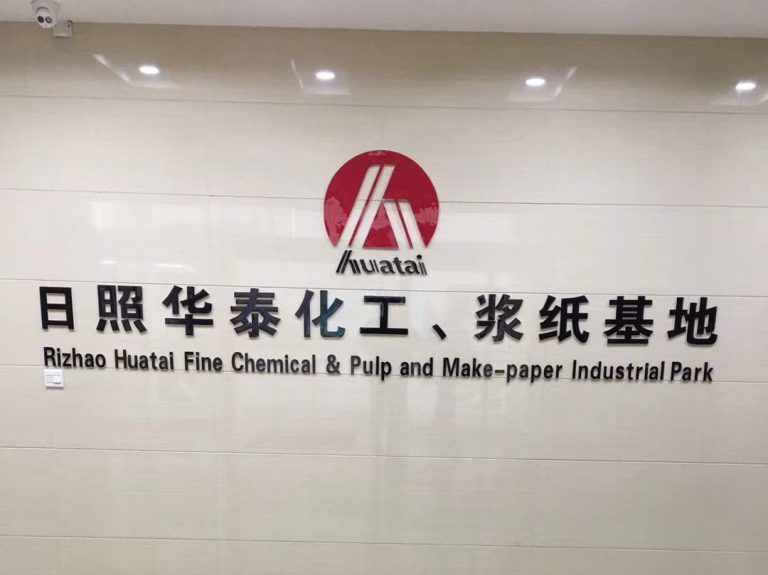 huatai
日照华泰化工、浆纸基地
Rizhao Huatai Fine Chemical & Pulp and Make-paper Industrial Park